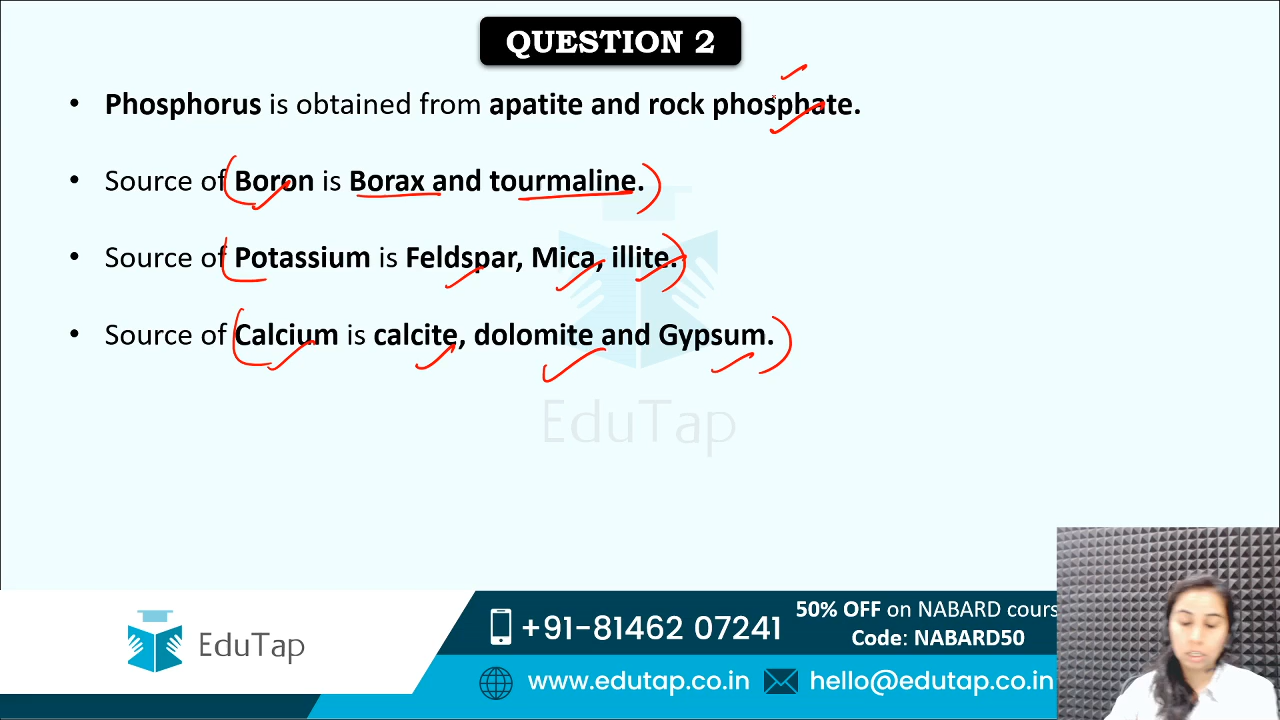 QUESTION 2
• Phosphorus is obtained from apatite and rock phosphate.
• Source of Boron is Borax and tourmaline.
• Source of Potassium is Feldspar, Mica, illite.
• Source of Calcium is calcite, dolomite and Gypsum.
EduTap
EduTap
+91-81462 07241
50% OFF on NABARD cours
Code: NABARD50
www.edutap.co.in
hello@edutap.co.in